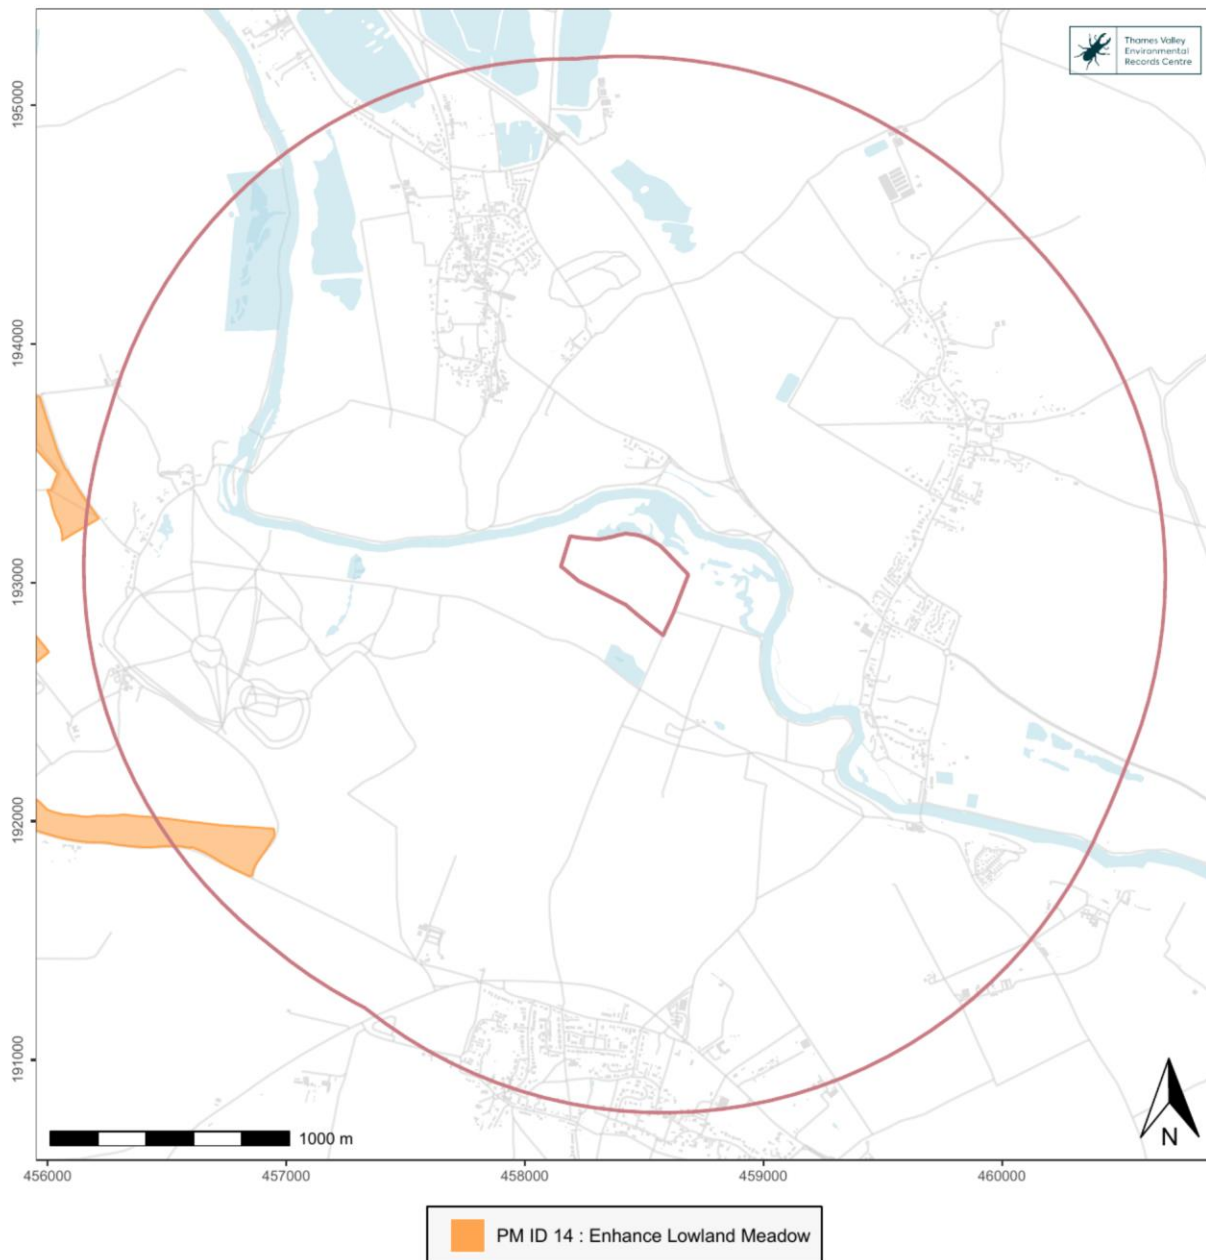 Thames Valley
Environmental
Records Centre
195000
194000
193000
192000
191000
1000 m
N
456000
457000
458000
459000
460000
PM ID 14 : Enhance Lowland Meadow